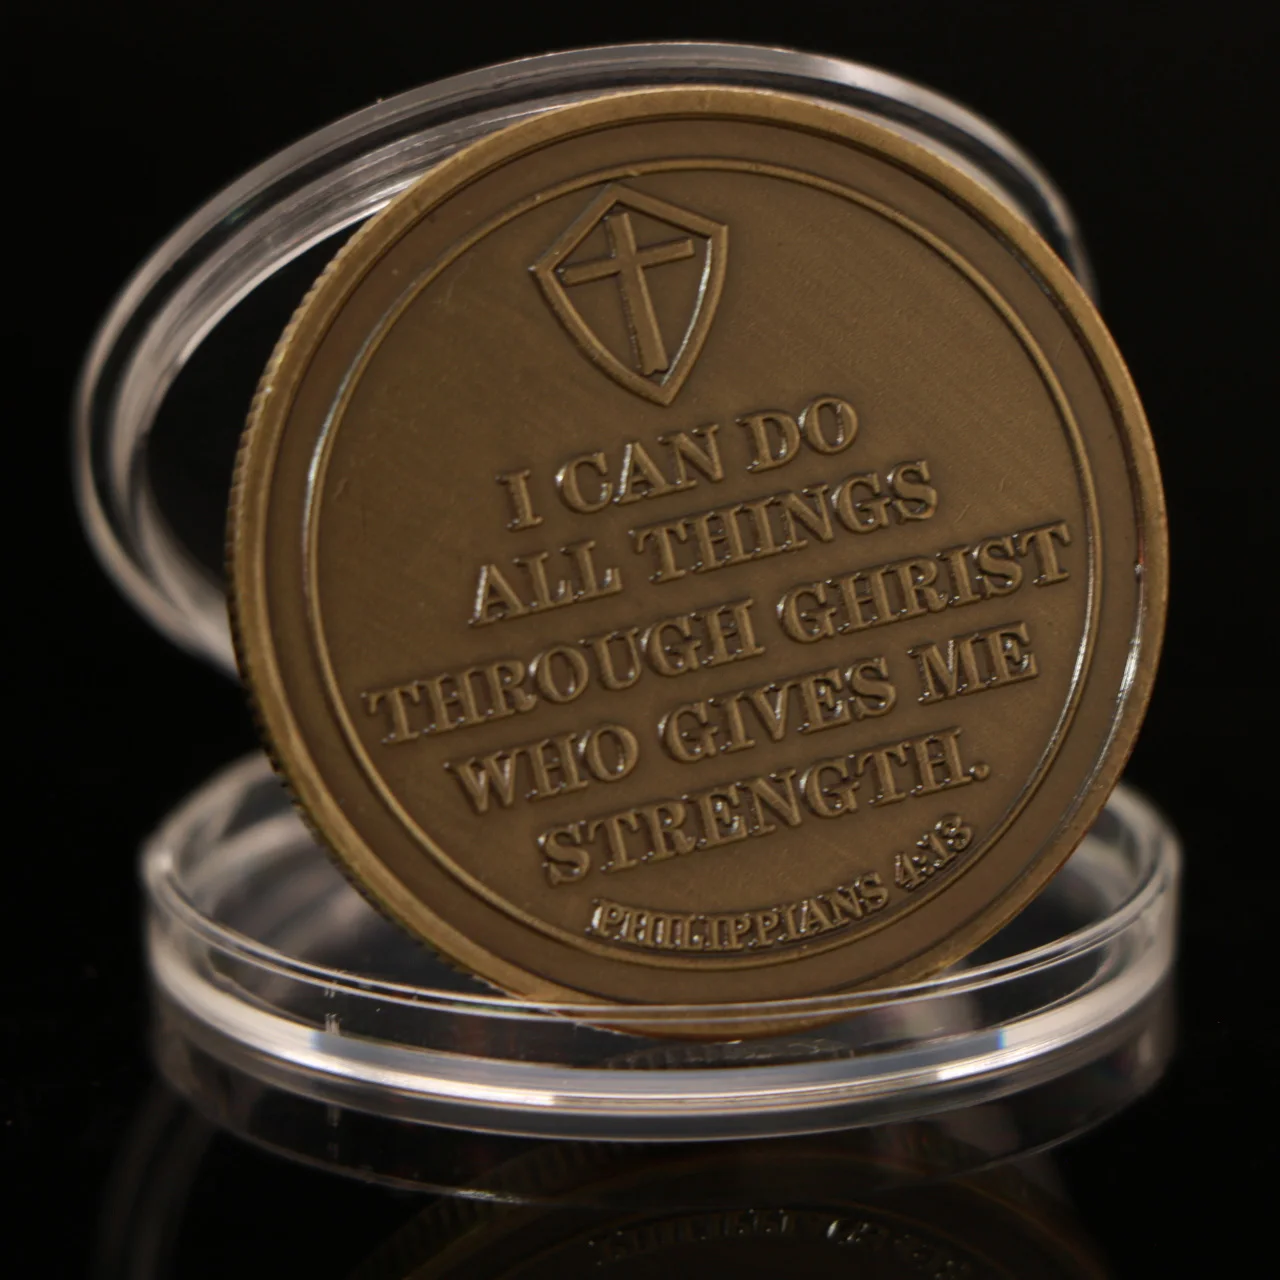 I CAN DO
ALL THINGS
THROUGH GHRIST
WHO GIVES ME
STRENGTH.
PHILIPPIANS 4:13